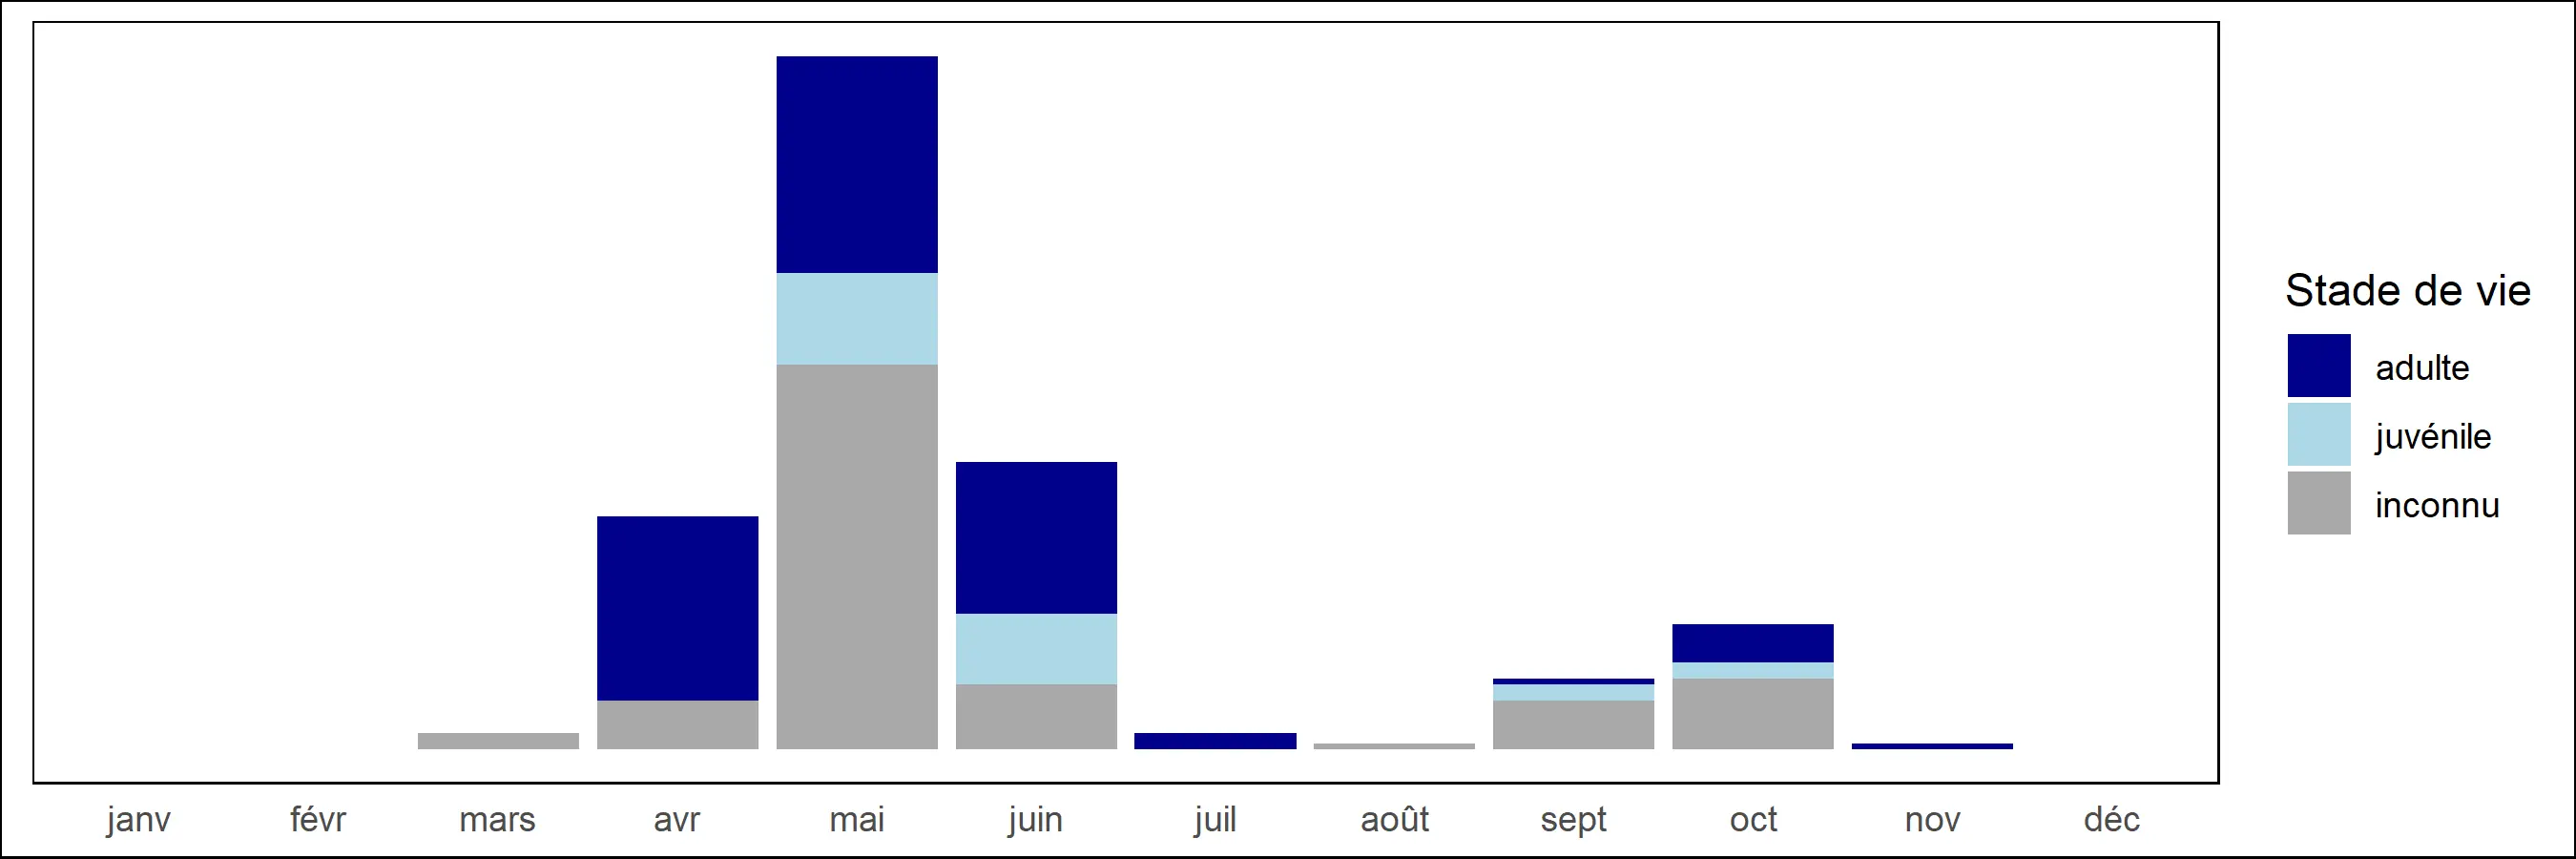 Stade de vie
adulte
juvénile
inconnu
janv févr mars avr mai juin juil août sept oct nov déc